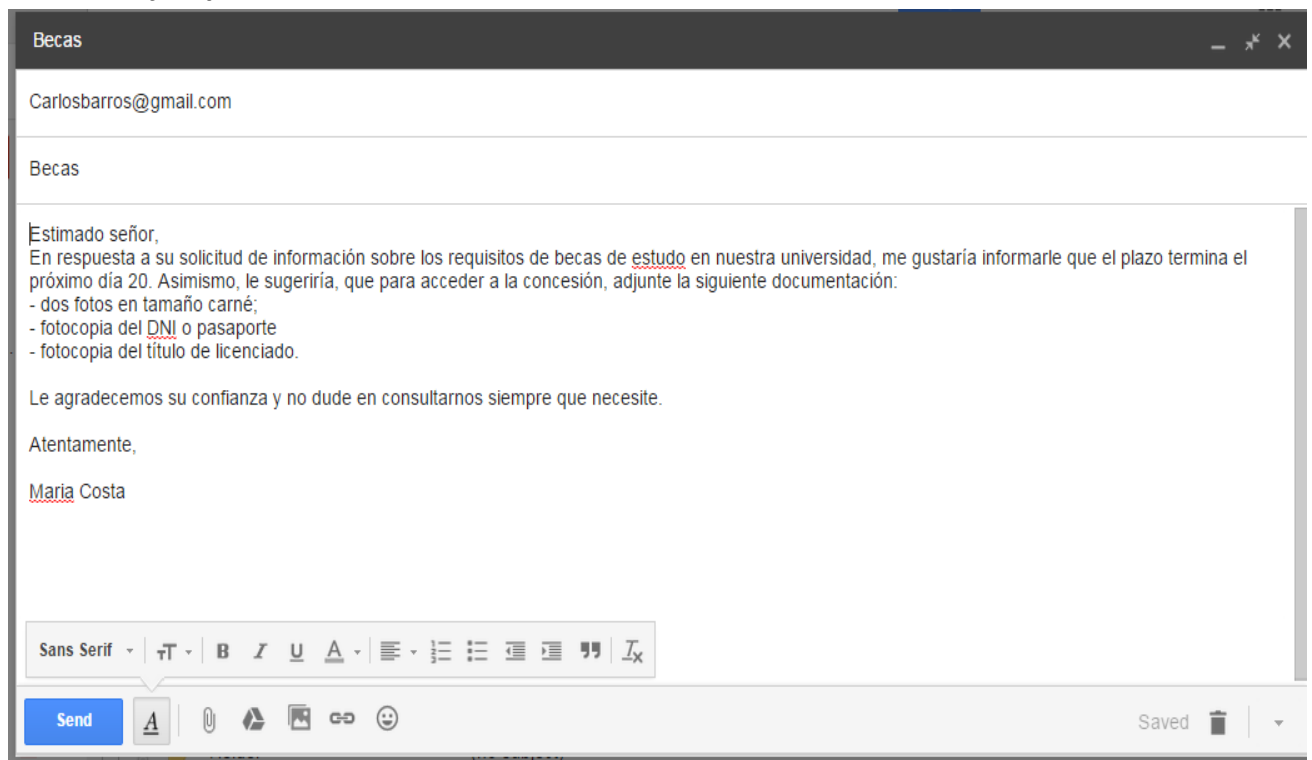 Becas
Carlosbarros@gmail.com
Becas
Estimado señor,
En respuesta a su solicitud de información sobre los requisitos de becas de estudo en nuestra universidad, me gustaría informarle que el plazo termina el
próximo día 20. Asimismo, le sugeriría, que para acceder a la concesión, adjunte la siguiente documentación:
- dos fotos en tamaño carné;
- fotocopia del DNI o pasaporte
- fotocopia del título de licenciado.
Le agradecemos su confianza y no dude en consultarnos siempre que necesite.
Atentamente,
Maria Costa
Sans Serif
Send
Saved